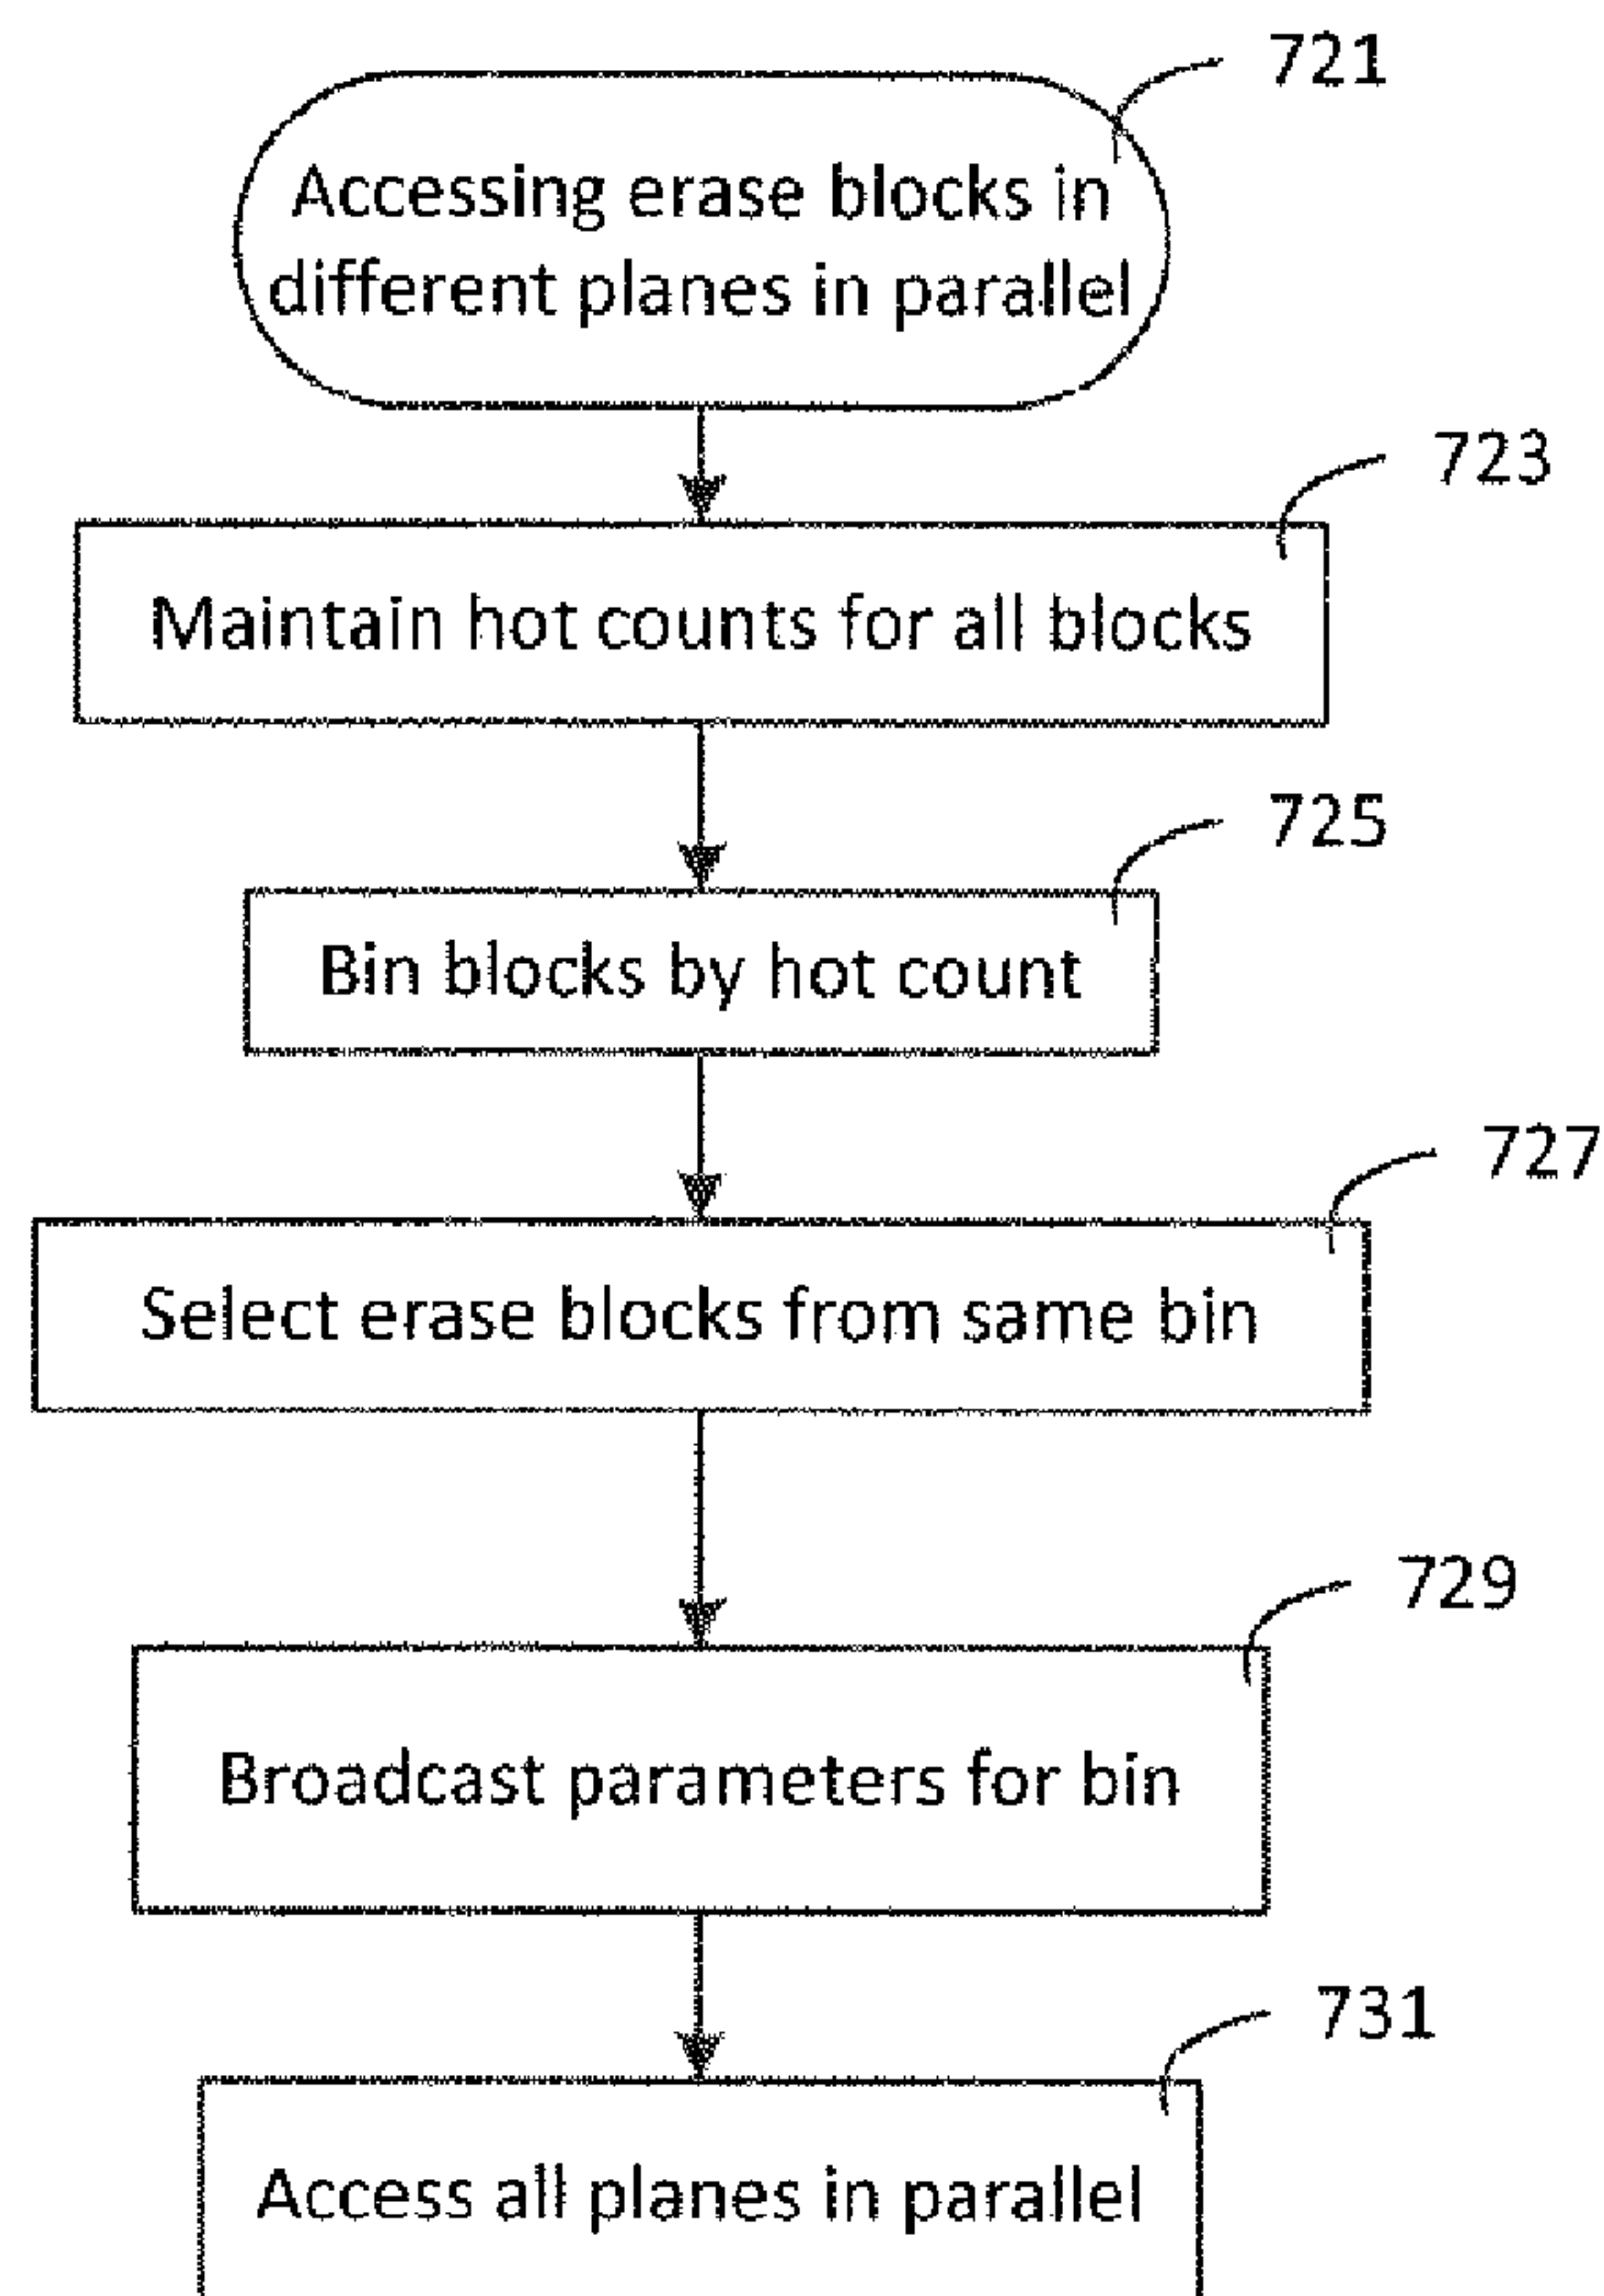 721
Accessing erase blocks in
different planes in parallel
723
Maintain hot counts for all blocks
725
Bin blocks by hot count
727
Select erase blocks from same bin
729
Broadcast parameters for bin
731
Access all planes in parallel